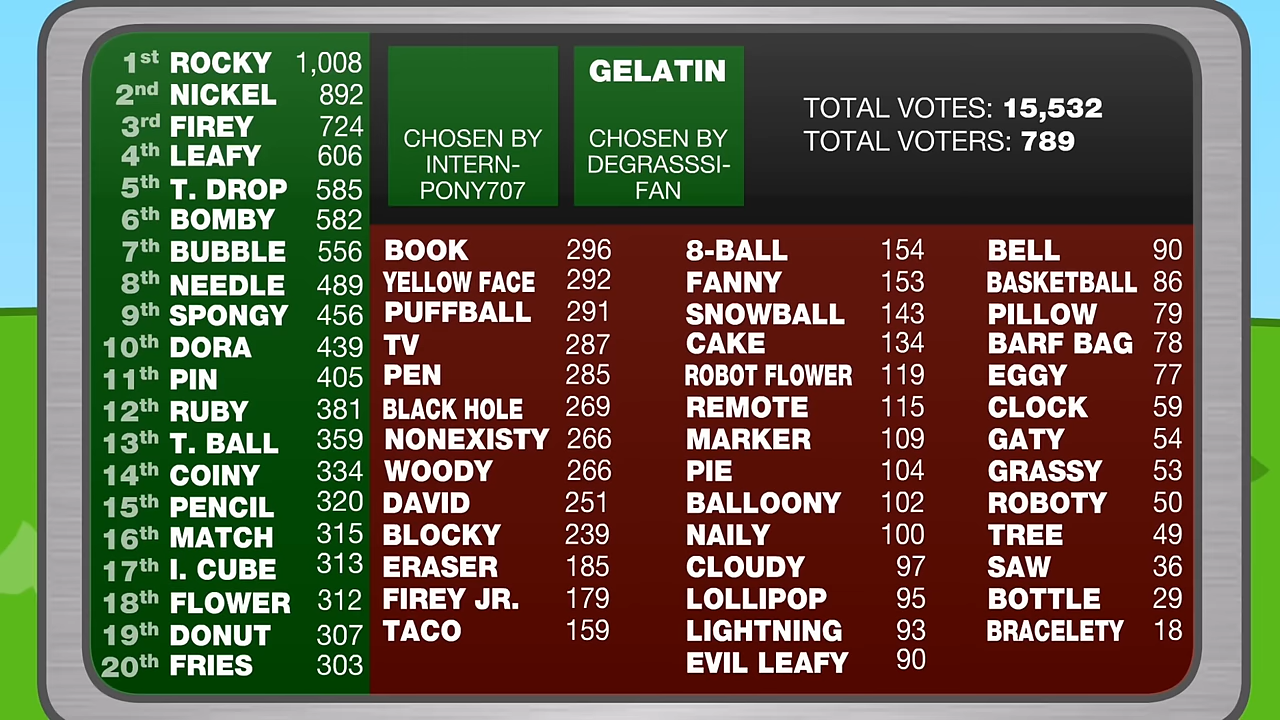 1st ROCKY 1,008
2nd NICKEL 892
3rd FIREY 724
4th LEAFY 606
5th T. DROP 585
6th BOMBY 582
7th BUBBLE 556
8th NEEDLE 489
9th SPONGY 456
10th DORA 439
11th PIN 405
12th RUBY 381
13th T. BALL 359
14th COINY 334
15th PENCIL 320
16th MATCH 315
17th I. CUBE 313
18th FLOWER 312
19th DONUT 307
20th FRIES 303
CHOSEN BY
INTERN-
PONY707
GELATIN
CHOSEN BY
DEGRASSSI-
FAN
TOTAL VOTES: 15,532
TOTAL VOTERS: 789
BOOK 296
YELLOW FACE 292
PUFFBALL 291
TV 287
PEN 285
BLACK HOLE 269
NONEXISTY 266
WOODY 266
DAVID 251
BLOCKY 239
ERASER 185
FIREY JR. 179
TACO 159
8-BALL 154
FANNY 153
SNOWBALL 143
CAKE 134
ROBOT FLOWER 119
REMOTE 115
MARKER 109
PIE 104
BALLOONY 102
NAILY 100
CLOUDY 97
LOLLIPOP 95
LIGHTNING 93
EVIL LEAFY 90
BELL 90
BASKETBALL 86
PILLOW 79
BARF BAG 78
EGGY 77
CLOCK 59
GATY 54
GRASSY 53
ROBOTY 50
TREE 49
SAW 36
BOTTLE 29
BRACELETY 18